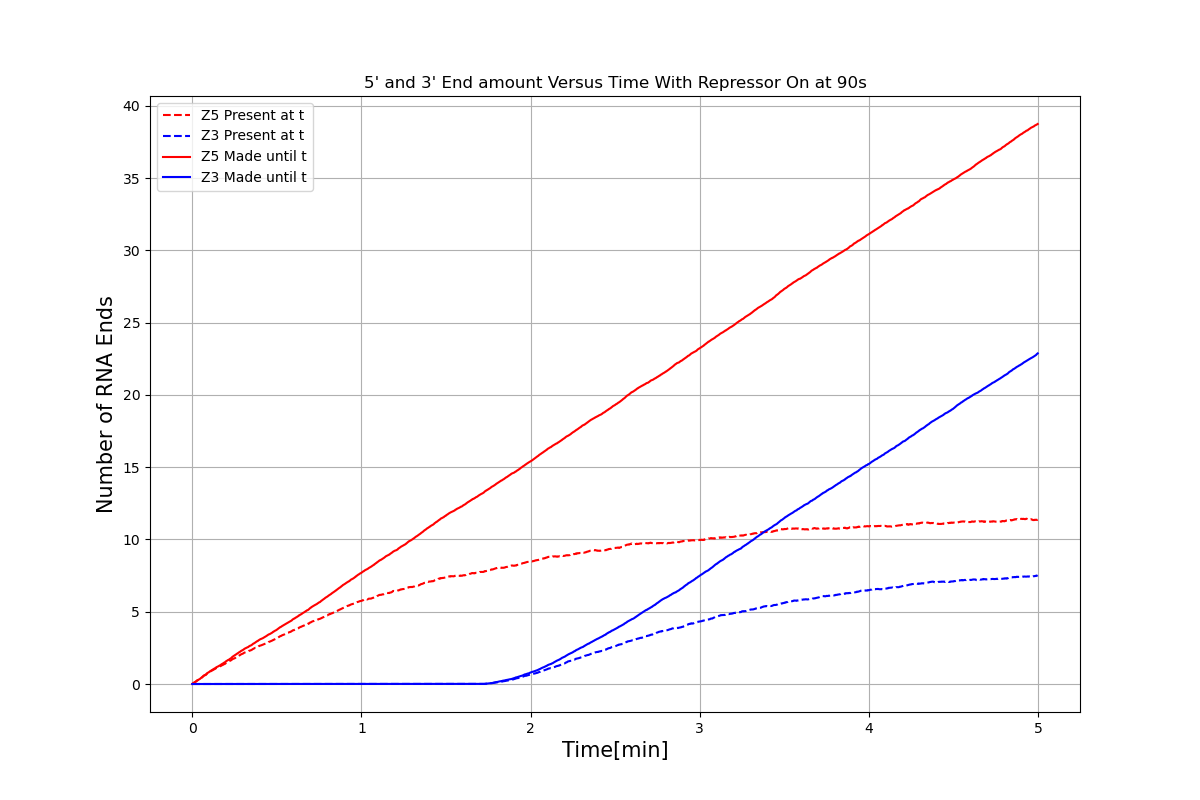 5' and 3' End amount Versus Time With Repressor On at 90s
Z5 Present at t
Z3 Present at t
Z5 Made until t
Z3 Made until t
Number of RNA Ends
40
35
30
25
20
15
10
5
0
0 1 2 3 4 5
Time[min]